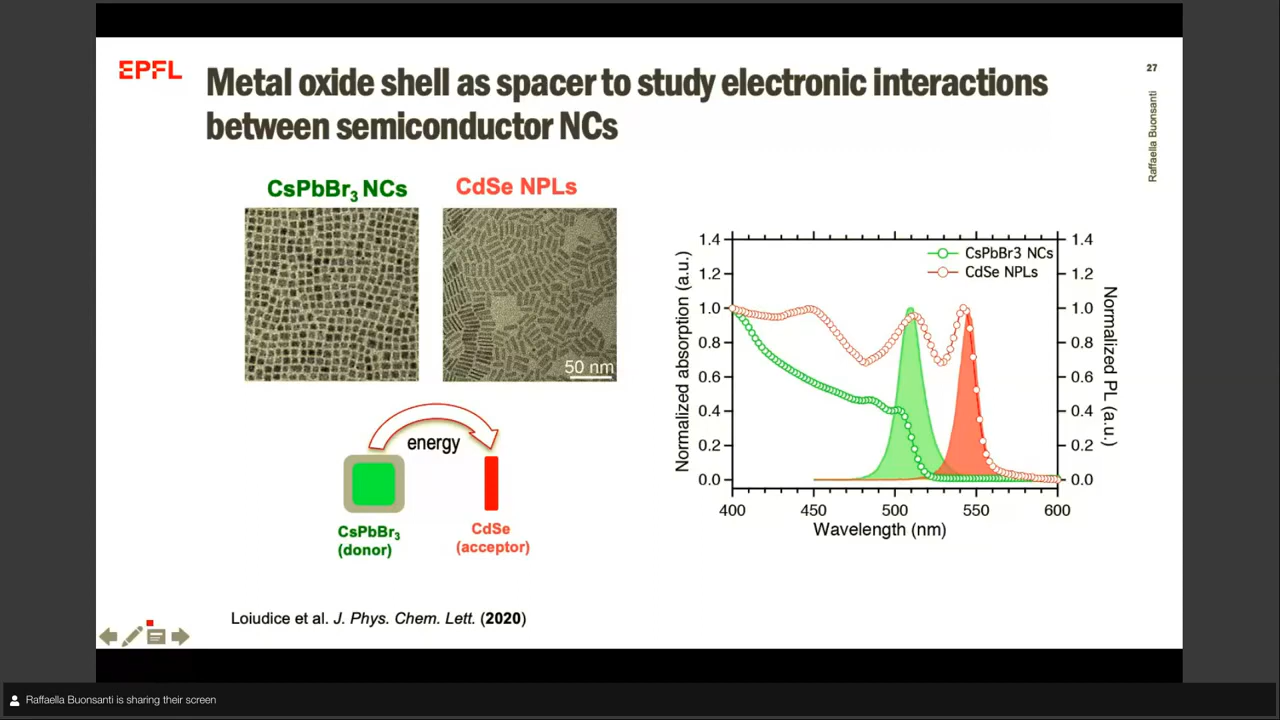 EPFL
Metal oxide shell as spacer to study electronic interactions
between semiconductor NCs
27
Raffaella Buonsanti
CsPbBr₃ NCs
CdSe NPLs
50 nm
energy
CsPbBr₃
(donor)
CdSe
(acceptor)
CsPbBr3 NCs
CdSe NPLs
Normalized absorption (a.u.)
1.4
1.2
1.0
0.8
0.6
0.4
0.2
0.0
1.4
1.2
1.0
0.8
0.6
0.4
0.2
0.0
Normalized PL (a.u.)
400 450 500 550 600
Wavelength (nm)
Loiudice et al. J. Phys. Chem. Lett. (2020)
Raffaella Buonsanti is sharing their screen